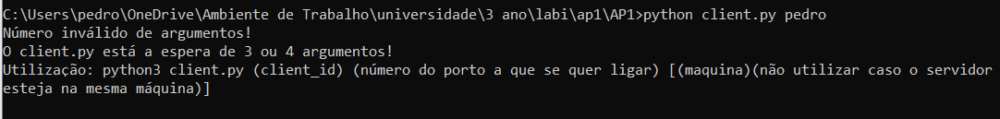 C:\Users\pedro\OneDrive\Ambiente de Trabalho\universidade\3 ano\labi\ap1\AP1>python client.py pedro
Número inválido de argumentos!
O client.py está a espera de 3 ou 4 argumentos!
Utilização: python3 client.py (client_id) (número do porto a que se quer ligar) [(maquina)(não utilizar caso o servidor
esteja na mesma máquina)]